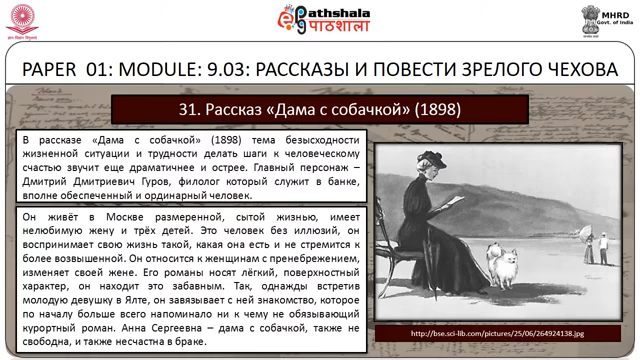 Pathshala
पाठशाला
MHRD
Govt. of India
PAPER 01: MODULE: 9.03: РАССКАЗЫ И ПОВЕСТИ ЗРЕЛОГО ЧЕХОВА
31. Рассказ «Дама с собачкой» (1898)
В рассказе «Дама с собачкой» (1898) тема безысходности
жизненной ситуации и трудности делать шаги к человеческому
счастью звучит еще драматичнее и острее. Главный персонаж –
Дмитрий Дмитриевич Гуров, филолог который служит в банке,
вполне обеспеченный и ординарный человек.
Он живёт в Москве размеренной, сытой жизнью, имеет
нелюбимую жену и трёх детей. Это человек без иллюзий, он
воспринимает свою жизнь такой, какая она есть и не стремится к
более возвышенной. Он относится к женщинам с пренебрежением,
изменяет своей жене. Его романы носят лёгкий, поверхностный
характер, он находит это забавным. Так, однажды встретив
молодую девушку в Ялте, он завязывает с ней знакомство, которое
по началу больше всего напоминало ни к чему не обязывающий
курортный роман. Анна Сергеевна – дама с собачкой, также не
свободна, и также несчастна в браке.
http://bse.sci-lib.com/pictures/25/06/264924138.jpg